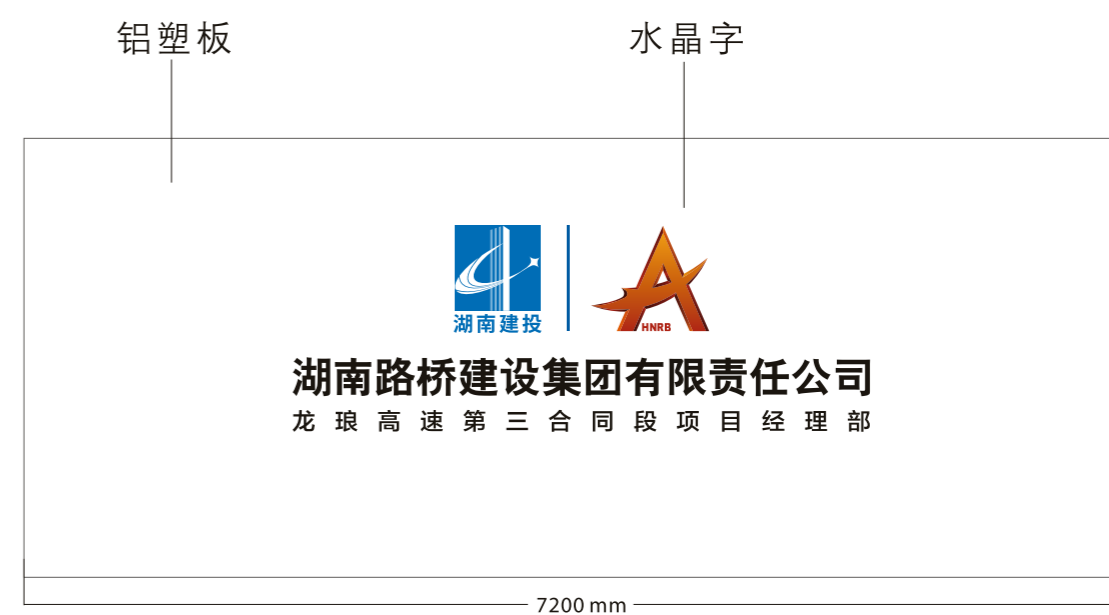 铝塑板
水晶字
湖南建投
HNRB
湖南路桥建设集团有限责任公司
龙琅高速第三合同段项目经理部
7200 mm